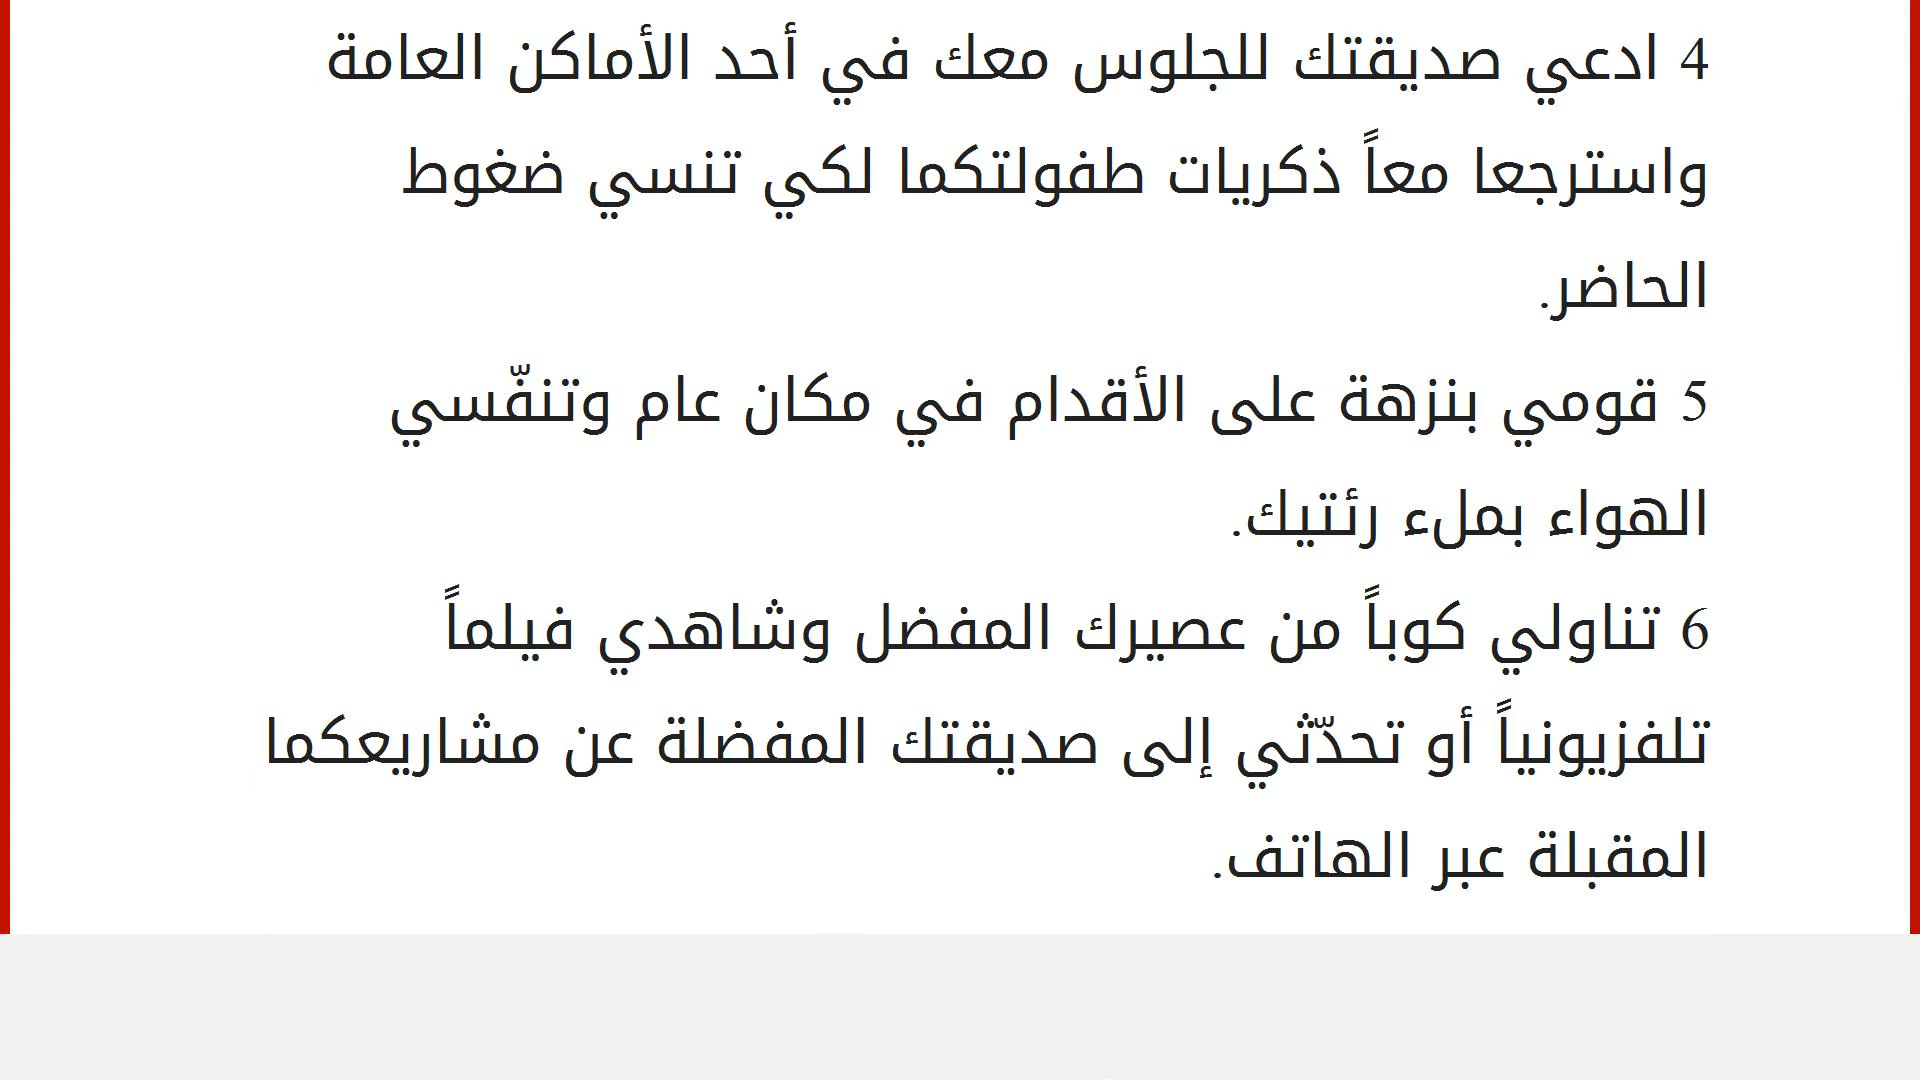 4 ادعي صديقتك للجلوس معك في أحد الأماكن العامة
واسترجعا معاً ذكريات طفولتكما لكي تنسي ضغوط
الحاضر.
5 قومي بنزهة على الأقدام في مكان عام وتنفّسي
الهواء بملء رئتيك.
6 تناولي كوباً من عصيرك المفضل وشاهدي فيلماً
تلفزيونياً أو تحدّثي إلى صديقتك المفضلة عن مشاريعكما
المقبلة عبر الهاتف.